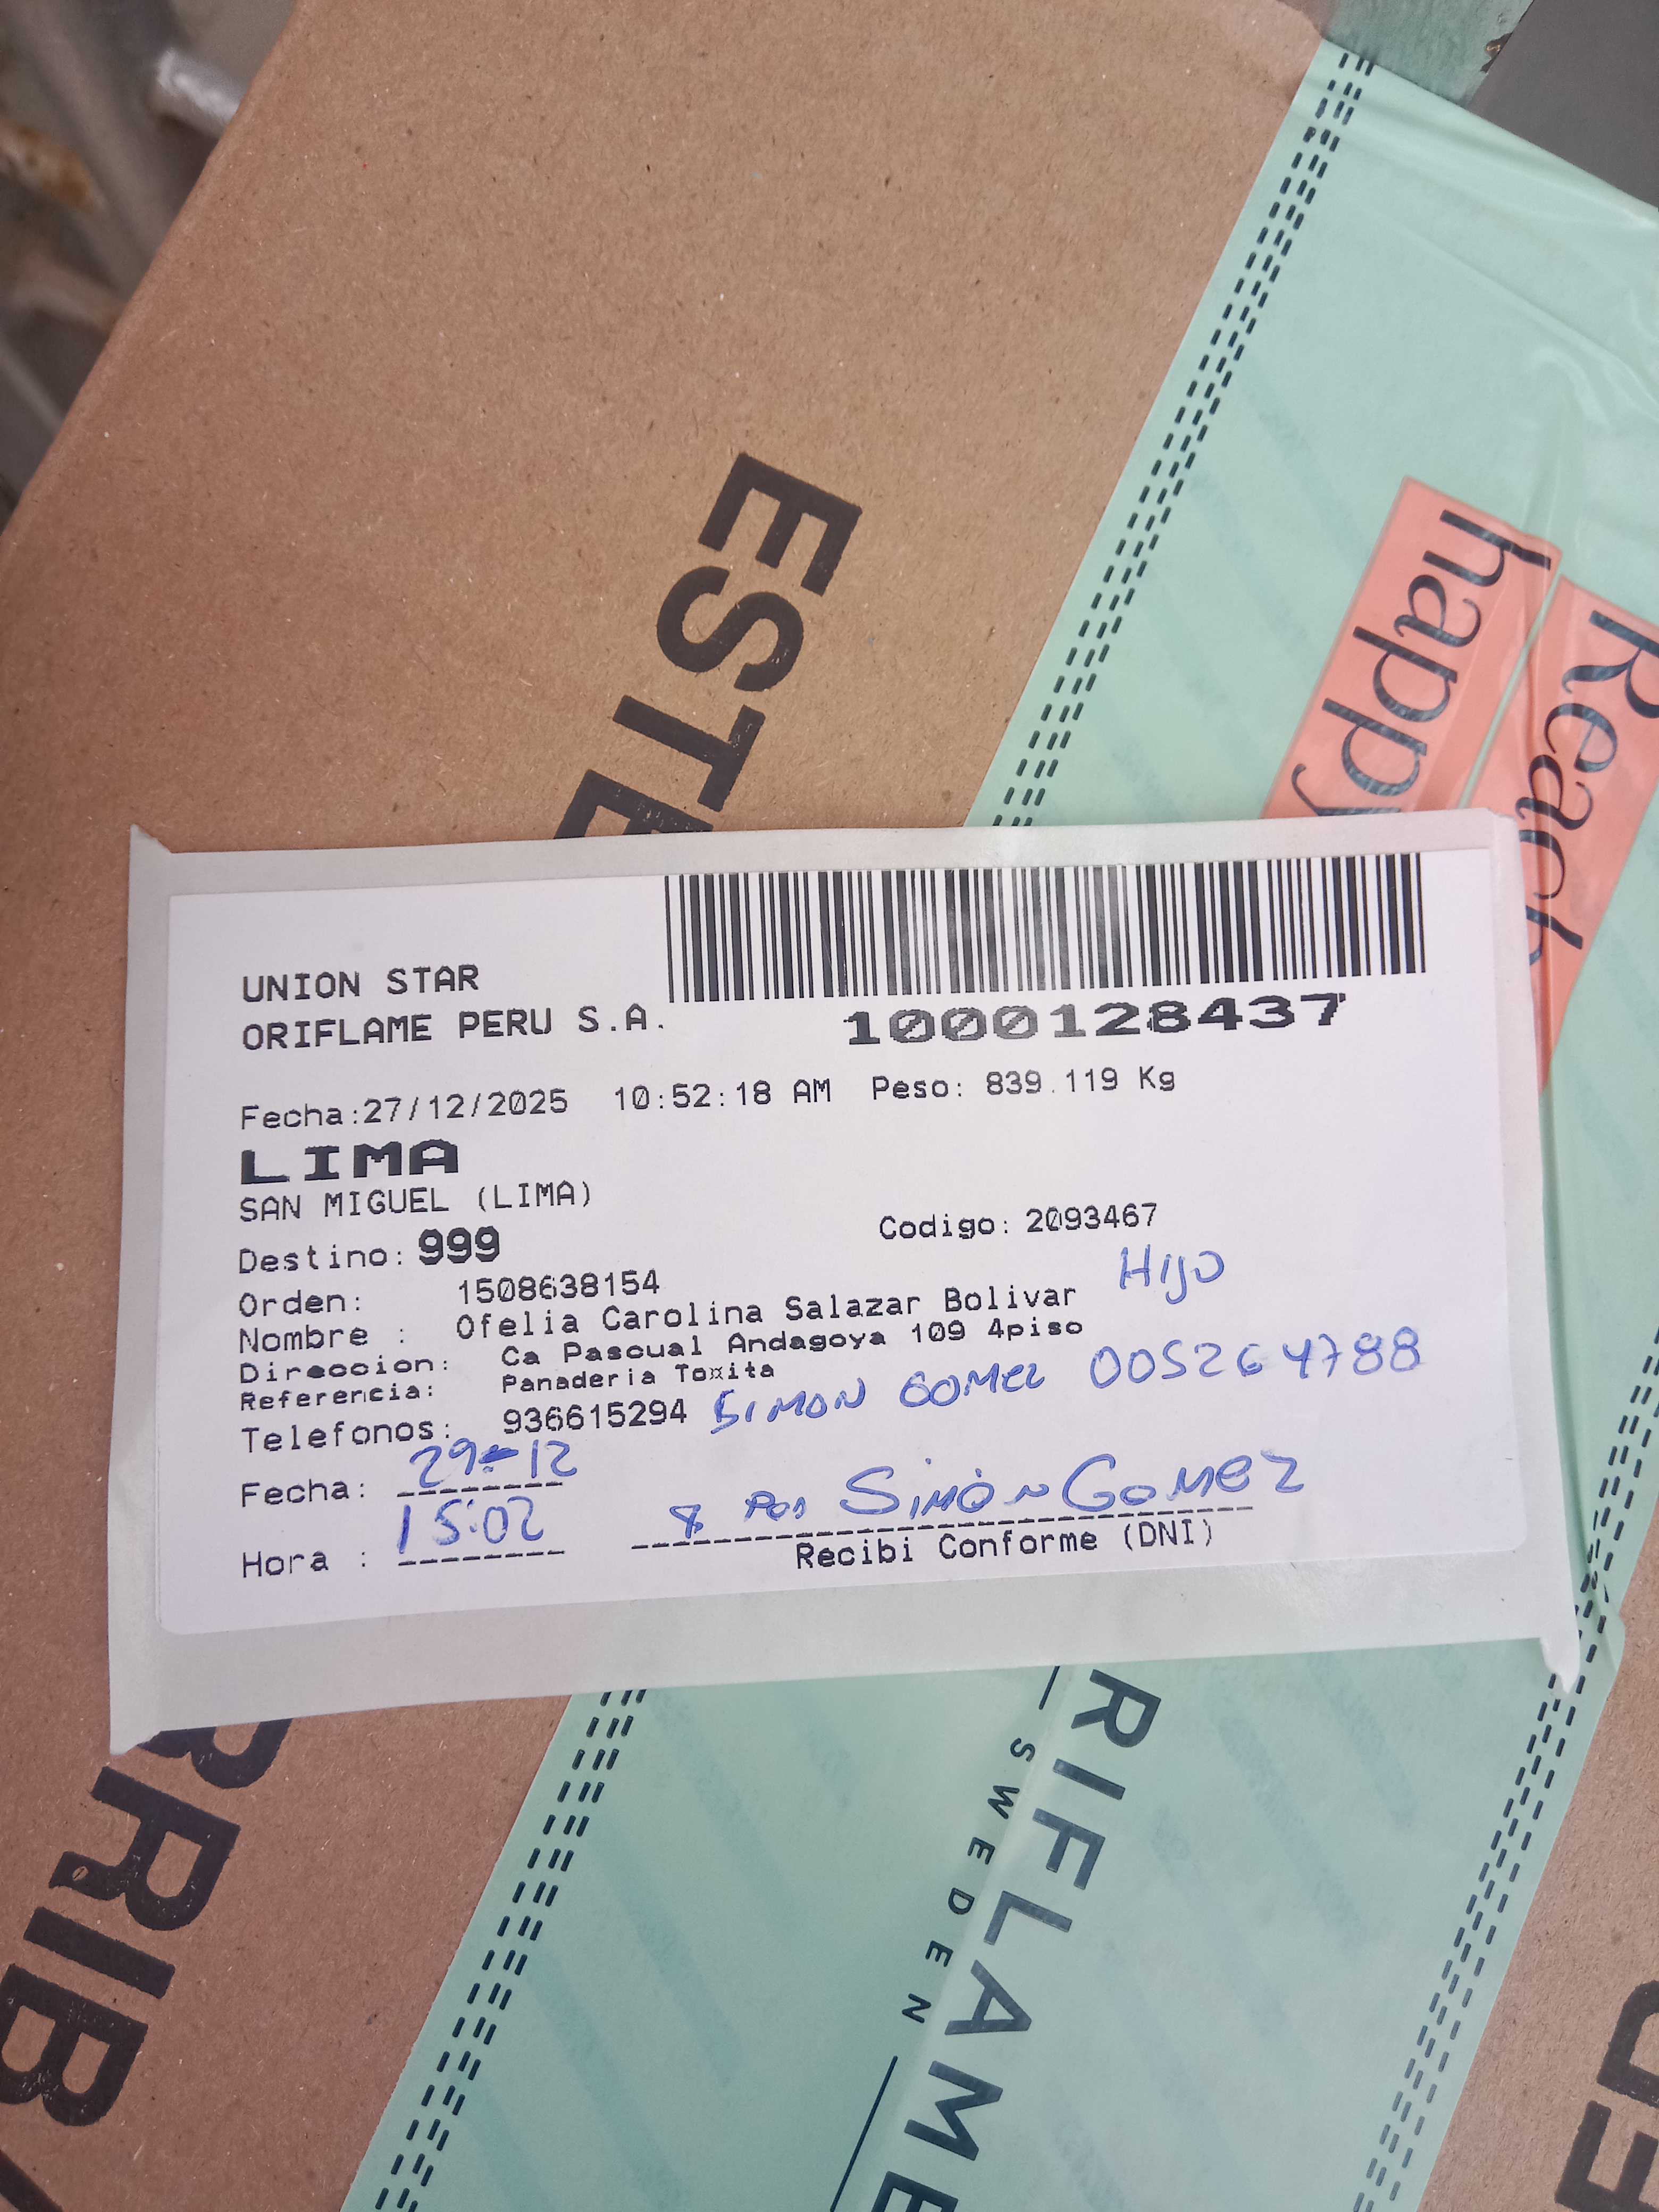 ESTE
happy
Reach
UNION STAR
ORIFLAME PERU S.A.
1000128437
Fecha:27/12/2025 10:52:18 AM Peso: 839.119 Kg
LIMA
SAN MIGUEL (LIMA)
Destino: 999 Codigo: 2093467
Orden: 1508638154
Nombre : Ofelia Carolina Salazar Bolivar HIJO
Direccion: Ca Pascual Andagoya 109 4piso
Referencia: Panaderia Toxita
Telefonos: 936615294 SIMON GOMEZ 005264788
Fecha: 29-12
Hora : 15:02
Simón Gomez
Recibi Conforme (DNI)
RRIBA
RIFLAME
SWEDEN